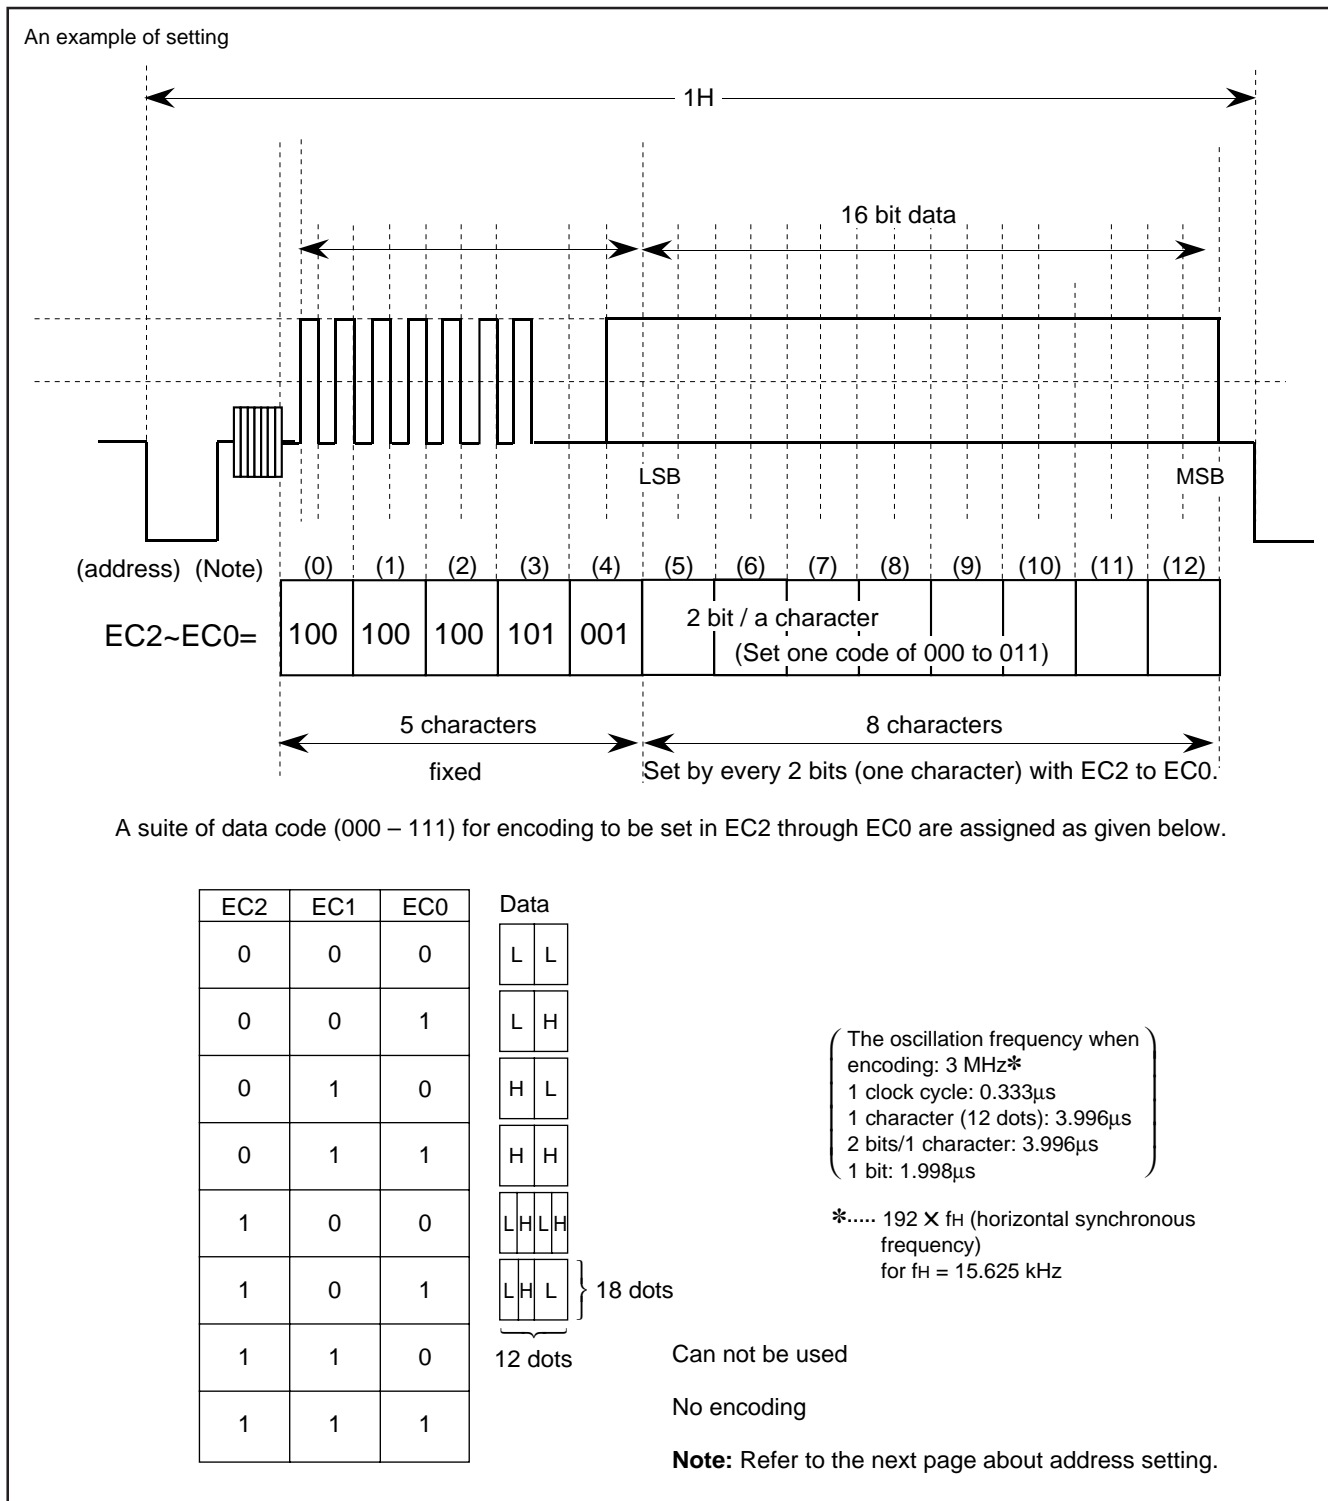 An example of setting
1H
16 bit data
LSB MSB
(address) (Note) (0) (1) (2) (3) (4) (5) (6) (7) (8) (9) (10) (11) (12)
EC2~EC0= 100 100 100 101 001 2 bit / a character
(Set one code of 000 to 011)
5 characters 8 characters
fixed Set by every 2 bits (one character) with EC2 to EC0.
A suite of data code (000 – 111) for encoding to be set in EC2 through EC0 are assigned as given below.
EC2 EC1 EC0 Data
0 0 0 L L
0 0 1 L H
0 1 0 H L
0 1 1 H H
1 0 0 L H L H
1 0 1 L H L 18 dots
1 1 0 12 dots Can not be used
1 1 1 No encoding
The oscillation frequency when
encoding: 3 MHz✻
1 clock cycle: 0.333µs
1 character (12 dots): 3.996µs
2 bits/1 character: 3.996µs
1 bit: 1.998µs
✻····· 192 ✕ fH (horizontal synchronous
frequency)
for fH = 15.625 kHz
Note: Refer to the next page about address setting.